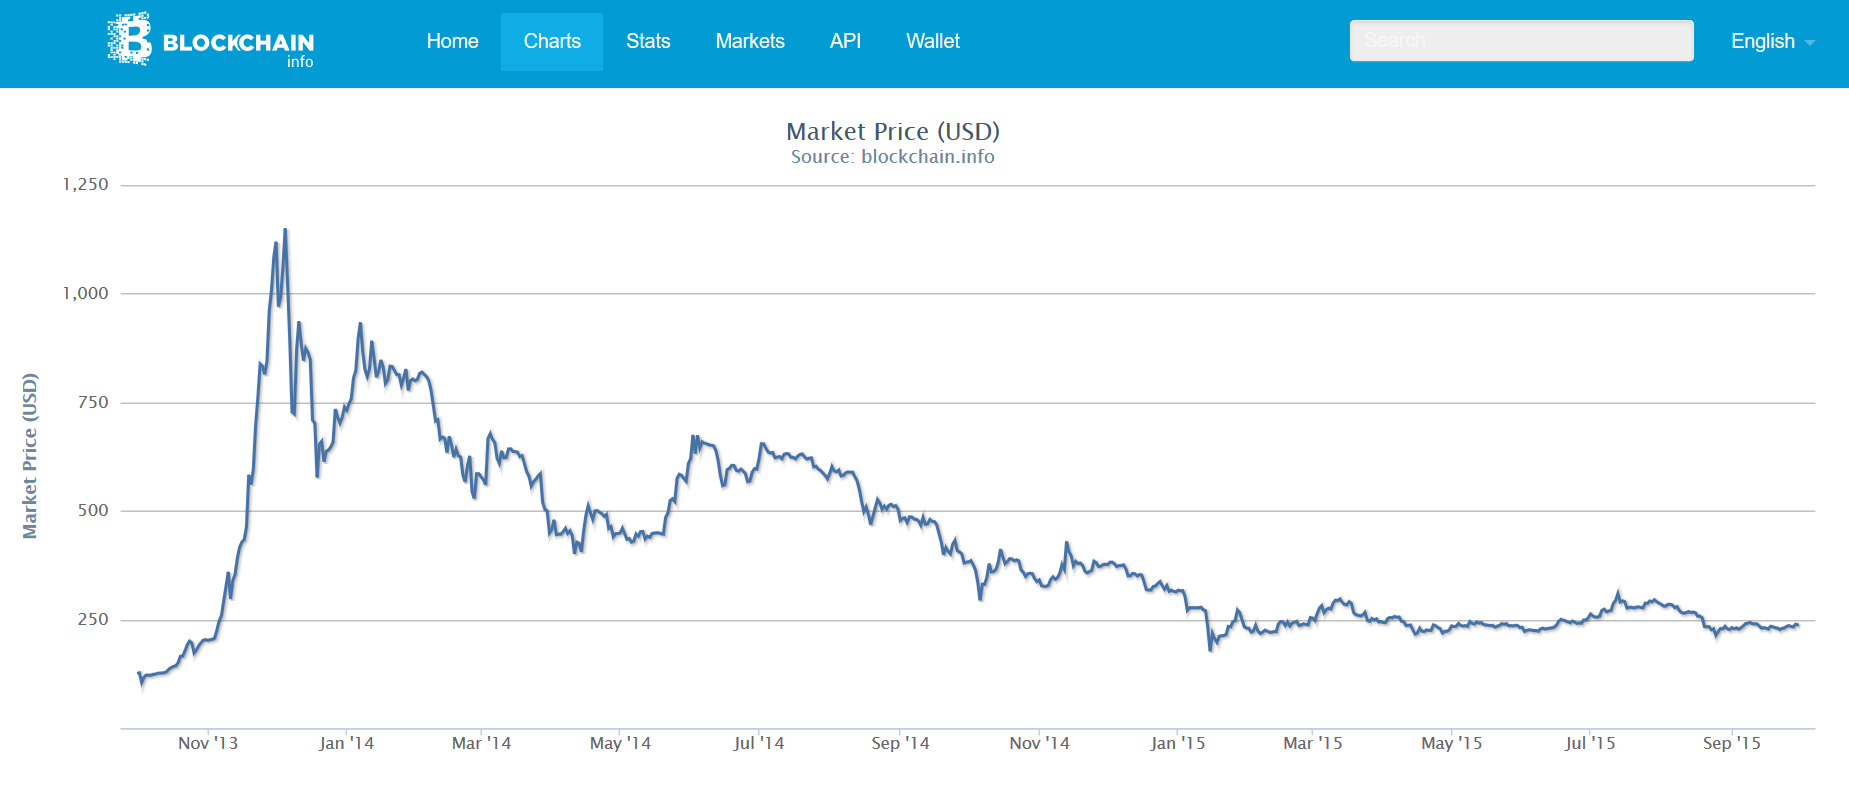 BLOCKCHAIN
info
Home Charts Stats Markets API Wallet
Search
English
Market Price (USD)
Source: blockchain.info
Market Price (USD)
1,250
1,000
750
500
250
Nov '13 Jan '14 Mar '14 May '14 Jul '14 Sep '14 Nov '14 Jan '15 Mar '15 May '15 Jul '15 Sep '15